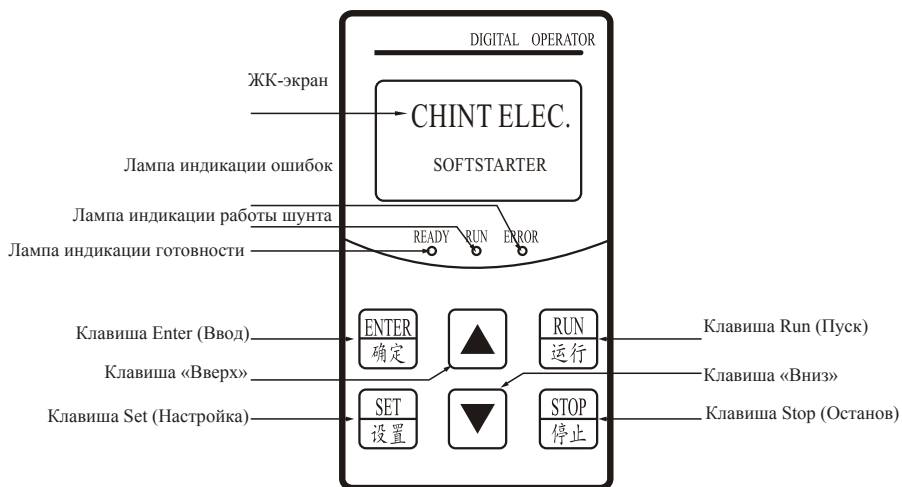 DIGITAL OPERATOR
ЖК-экран
CHINT ELEC.
SOFTSTARTER
Лампа индикации ошибок
Лампа индикации работы шунта
Лампа индикации готовности
READY RUN ERROR
Клавиша Enter (Ввод)
ENTER
确定
RUN
运行
Клавиша Run (Пуск)
Клавиша «Вверх»
Клавиша «Вниз»
Клавиша Set (Настройка)
SET
设置
STOP
停止
Клавиша Stop (Останов)